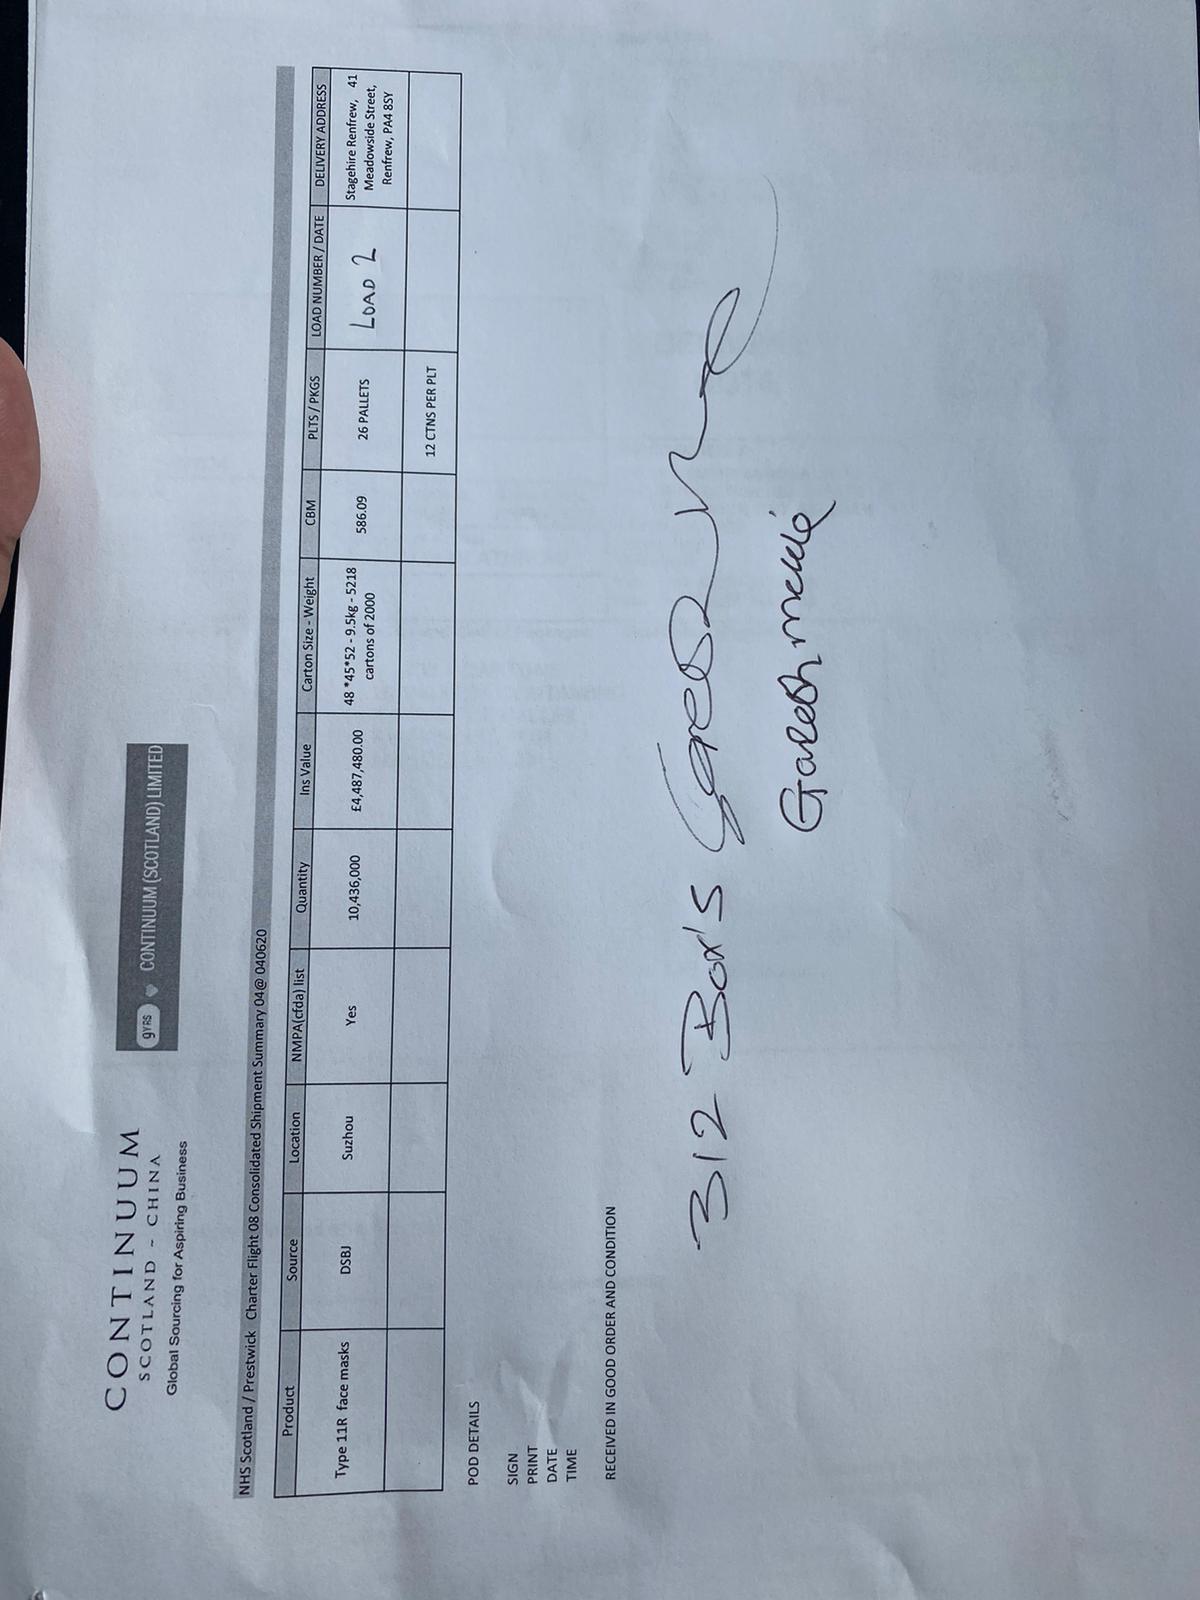 CONTINUUM
SCOTLAND ~ CHINA
Global Sourcing for Aspiring Business
9YRS CONTINUUM (SCOTLAND) LIMITED
NHS Scotland / Prestwick Charter Flight 08 Consolidated Shipment Summary 04@ 040620
Product Source Location NMPA(cfda) list Quantity Ins Value Carton Size - Weight CBM PLTS / PKGS LOAD NUMBER / DATE DELIVERY ADDRESS
Type 11R face masks DSBJ Suzhou Yes 10,436,000 £4,487,480.00 48 *45*52 - 9.5kg - 5218 cartons of 2000 586.09 26 PALLETS LOAD 2 Stagehire Renfrew, 41 Meadowside Street, Renfrew, PA4 8SY
12 CTNS PER PLT
POD DETAILS
SIGN
PRINT
DATE
TIME
RECEIVED IN GOOD ORDER AND CONDITION
312 Box's
Gareth